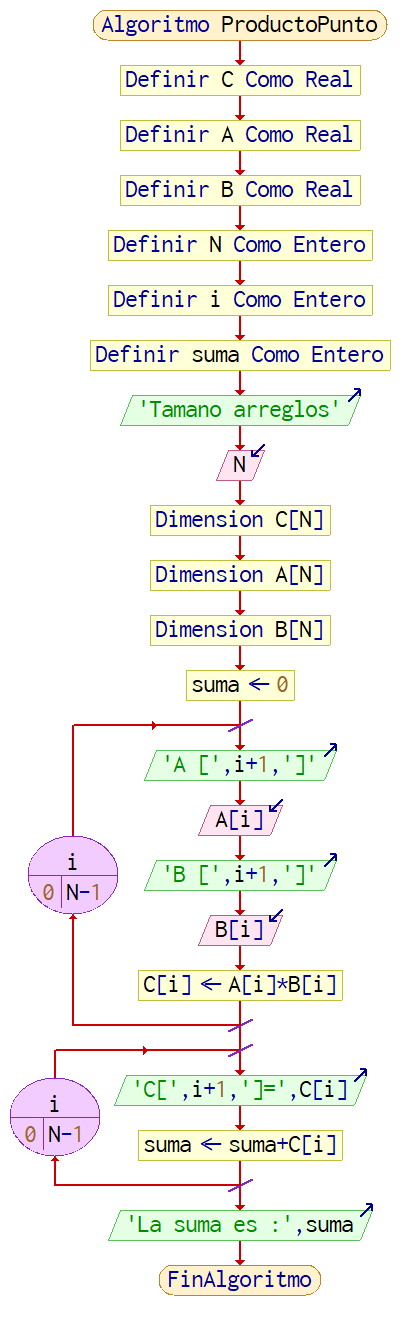 Algoritmo ProductoPunto
Definir C Como Real
Definir A Como Real
Definir B Como Real
Definir N Como Entero
Definir i Como Entero
Definir suma Como Entero
'Tamano arreglos'
N
Dimension C[N]
Dimension A[N]
Dimension B[N]
suma ← 0
i
0 N-1
'A [',i+1,']'
A[i]
'B [',i+1,']'
B[i]
C[i] ← A[i]*B[i]
i
0 N-1
'C[',i+1,']=',C[i]
suma ← suma+C[i]
'La suma es :',suma
FinAlgoritmo